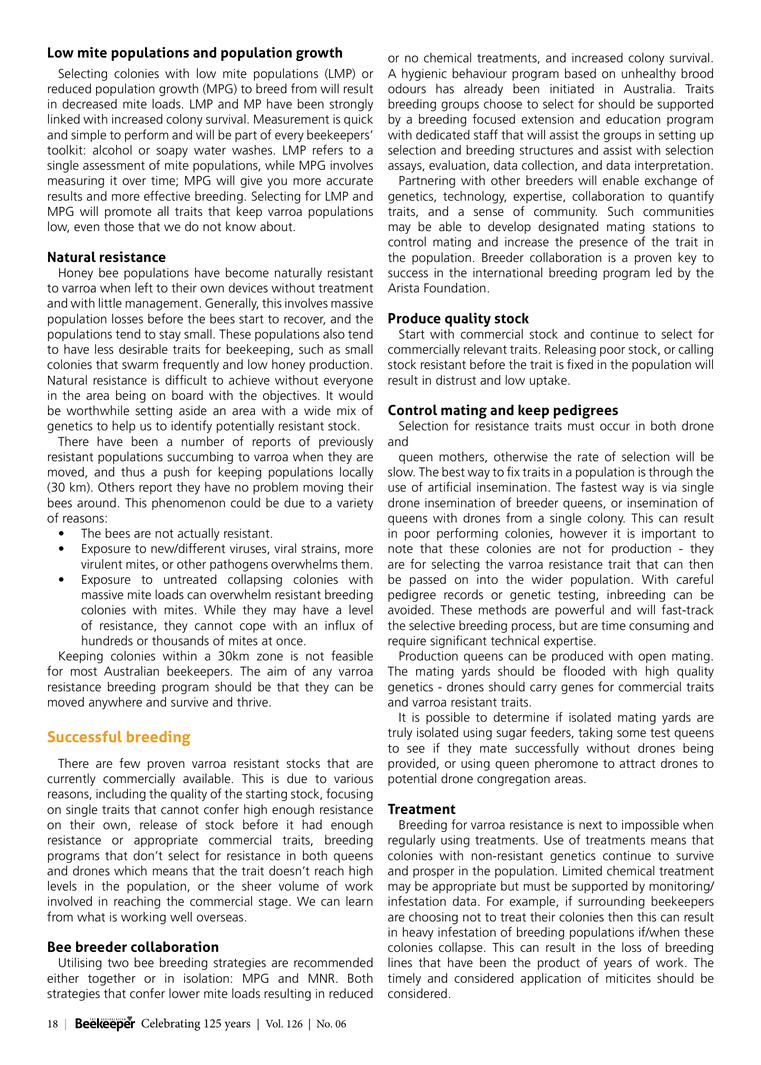 Low mite populations and population growth
Selecting colonies with low mite populations (LMP) or
reduced population growth (MPG) to breed from will result
in decreased mite loads. LMP and MP have been strongly
linked with increased colony survival. Measurement is quick
and simple to perform and will be part of every beekeepers’
toolkit: alcohol or soapy water washes. LMP refers to a
single assessment of mite populations, while MPG involves
measuring it over time; MPG will give you more accurate
results and more effective breeding. Selecting for LMP and
MPG will promote all traits that keep varroa populations
low, even those that we do not know about.
Natural resistance
Honey bee populations have become naturally resistant
to varroa when left to their own devices without treatment
and with little management. Generally, this involves massive
population losses before the bees start to recover, and the
populations tend to stay small. These populations also tend
to have less desirable traits for beekeeping, such as small
colonies that swarm frequently and low honey production.
Natural resistance is difficult to achieve without everyone
in the area being on board with the objectives. It would
be worthwhile setting aside an area with a wide mix of
genetics to help us to identify potentially resistant stock.
There have been a number of reports of previously
resistant populations succumbing to varroa when they are
moved, and thus a push for keeping populations locally
(30 km). Others report they have no problem moving their
bees around. This phenomenon could be due to a variety
of reasons:
• The bees are not actually resistant.
• Exposure to new/different viruses, viral strains, more
virulent mites, or other pathogens overwhelms them.
• Exposure to untreated collapsing colonies with
massive mite loads can overwhelm resistant breeding
colonies with mites. While they may have a level
of resistance, they cannot cope with an influx of
hundreds or thousands of mites at once.
Keeping colonies within a 30km zone is not feasible
for most Australian beekeepers. The aim of any varroa
resistance breeding program should be that they can be
moved anywhere and survive and thrive.
Successful breeding
There are few proven varroa resistant stocks that are
currently commercially available. This is due to various
reasons, including the quality of the starting stock, focusing
on single traits that cannot confer high enough resistance
on their own, release of stock before it had enough
resistance or appropriate commercial traits, breeding
programs that don’t select for resistance in both queens
and drones which means that the trait doesn’t reach high
levels in the population, or the sheer volume of work
involved in reaching the commercial stage. We can learn
from what is working well overseas.
Bee breeder collaboration
Utilising two bee breeding strategies are recommended
either together or in isolation: MPG and MNR. Both
strategies that confer lower mite loads resulting in reduced
or no chemical treatments, and increased colony survival.
A hygienic behaviour program based on unhealthy brood
odours has already been initiated in Australia. Traits
breeding groups choose to select for should be supported
by a breeding focused extension and education program
with dedicated staff that will assist the groups in setting up
selection and breeding structures and assist with selection
assays, evaluation, data collection, and data interpretation.
Partnering with other breeders will enable exchange of
genetics, technology, expertise, collaboration to quantify
traits, and a sense of community. Such communities
may be able to develop designated mating stations to
control mating and increase the presence of the trait in
the population. Breeder collaboration is a proven key to
success in the international breeding program led by the
Arista Foundation.
Produce quality stock
Start with commercial stock and continue to select for
commercially relevant traits. Releasing poor stock, or calling
stock resistant before the trait is fixed in the population will
result in distrust and low uptake.
Control mating and keep pedigrees
Selection for resistance traits must occur in both drone
and
queen mothers, otherwise the rate of selection will be
slow. The best way to fix traits in a population is through the
use of artificial insemination. The fastest way is via single
drone insemination of breeder queens, or insemination of
queens with drones from a single colony. This can result
in poor performing colonies, however it is important to
note that these colonies are not for production - they
are for selecting the varroa resistance trait that can then
be passed on into the wider population. With careful
pedigree records or genetic testing, inbreeding can be
avoided. These methods are powerful and will fast-track
the selective breeding process, but are time consuming and
require significant technical expertise.
Production queens can be produced with open mating.
The mating yards should be flooded with high quality
genetics - drones should carry genes for commercial traits
and varroa resistant traits.
It is possible to determine if isolated mating yards are
truly isolated using sugar feeders, taking some test queens
to see if they mate successfully without drones being
provided, or using queen pheromone to attract drones to
potential drone congregation areas.
Treatment
Breeding for varroa resistance is next to impossible when
regularly using treatments. Use of treatments means that
colonies with non-resistant genetics continue to survive
and prosper in the population. Limited chemical treatment
may be appropriate but must be supported by monitoring/
infestation data. For example, if surrounding beekeepers
are choosing not to treat their colonies then this can result
in heavy infestation of breeding populations if/when these
colonies collapse. This can result in the loss of breeding
lines that have been the product of years of work. The
timely and considered application of miticites should be
considered.
18 | Beekeeper Celebrating 125 years | Vol. 126 | No. 06